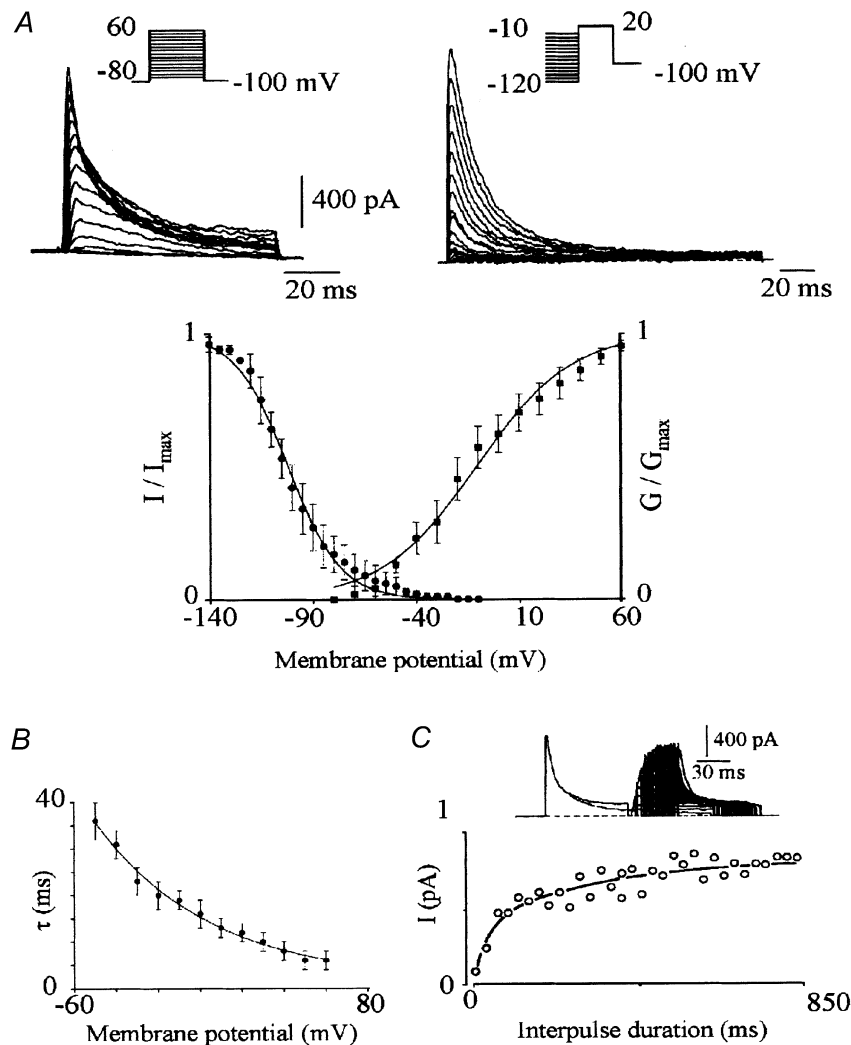 A
60
-80
-100 mV
400 pA
20 ms
-10
-120
20
-100 mV
20 ms
1
0
I / Imax
1
0
G / Gmax
-140
-90
-40
10
60
Membrane potential (mV)
B
40
0
τ (ms)
-60
80
Membrane potential (mV)
C
400 pA
30 ms
1
0
I (pA)
0
850
Interpulse duration (ms)